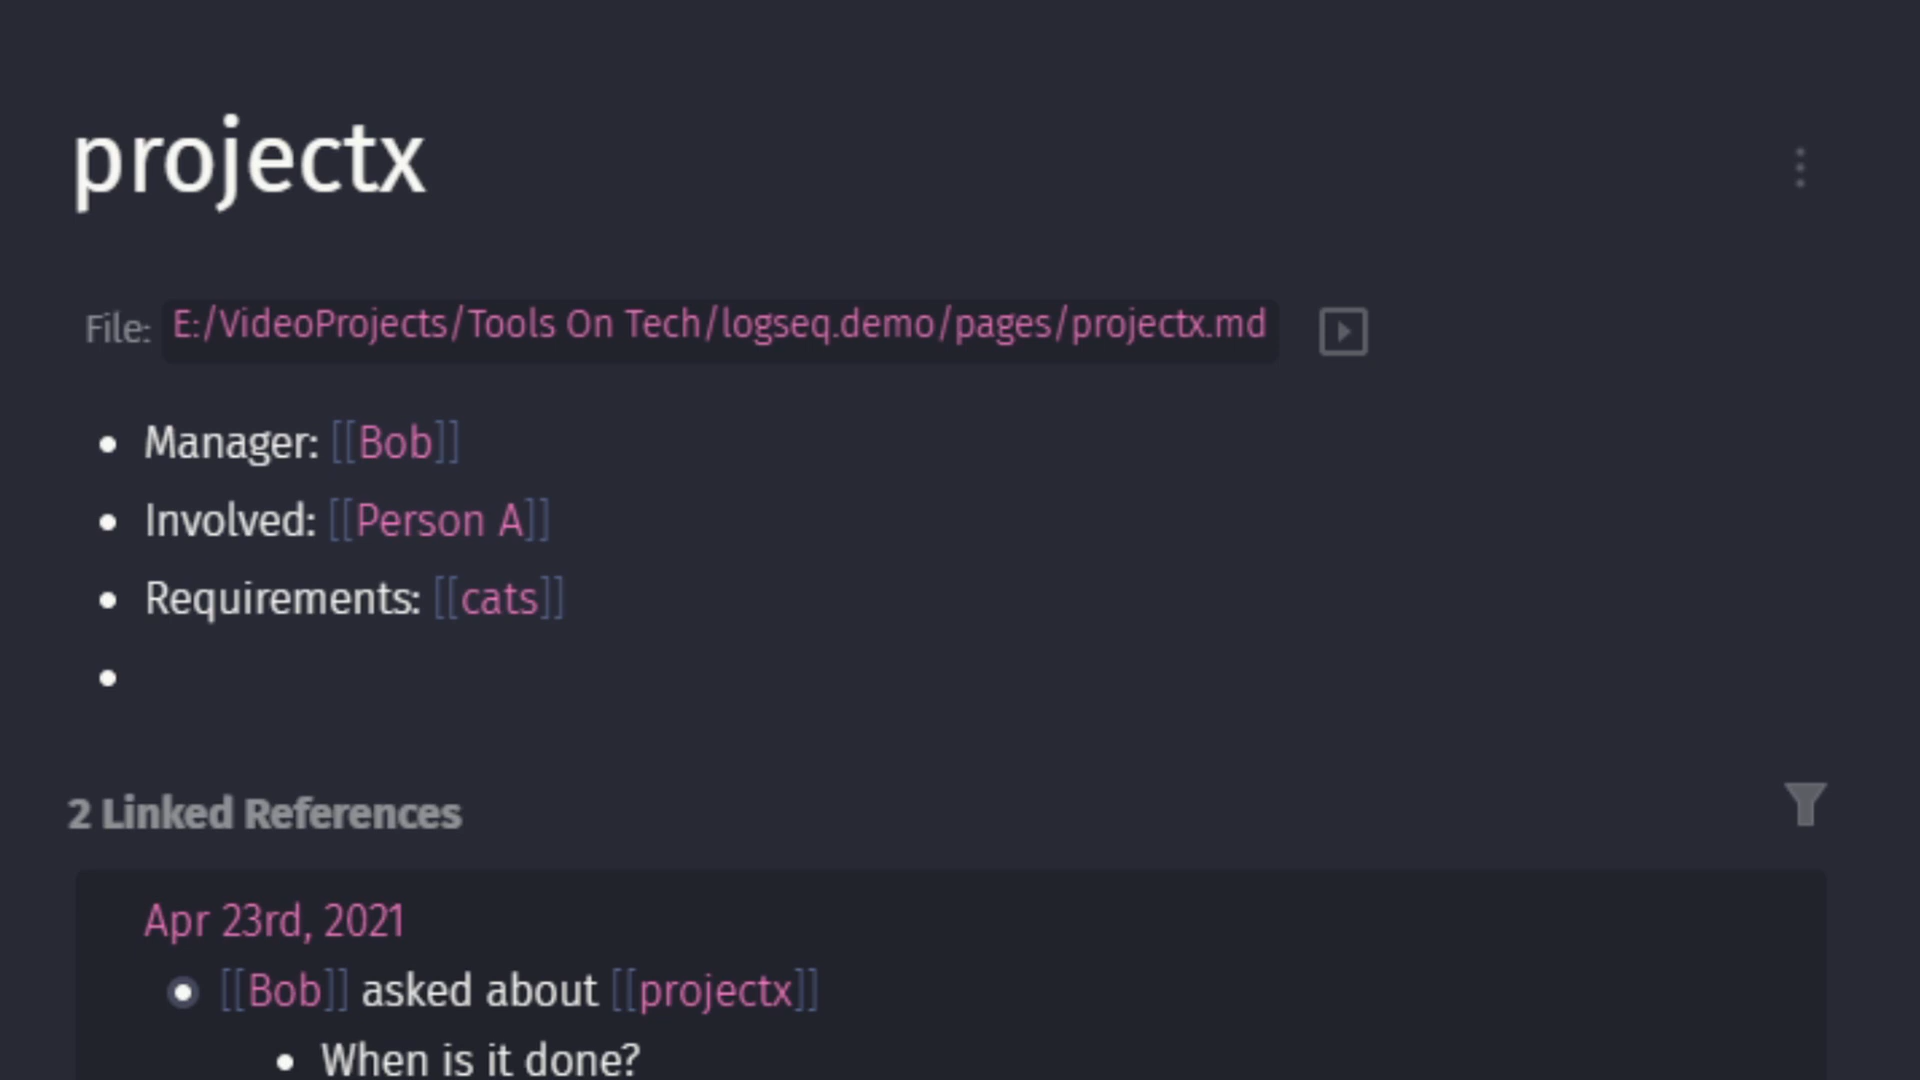 projectx
File: E:/VideoProjects/Tools On Tech/logseq.demo/pages/projectx.md
Manager: [[Bob]]
Involved: [[Person A]]
Requirements: [[cats]]
2 Linked References
Apr 23rd, 2021
[[Bob]] asked about [[projectx]]
When is it done?